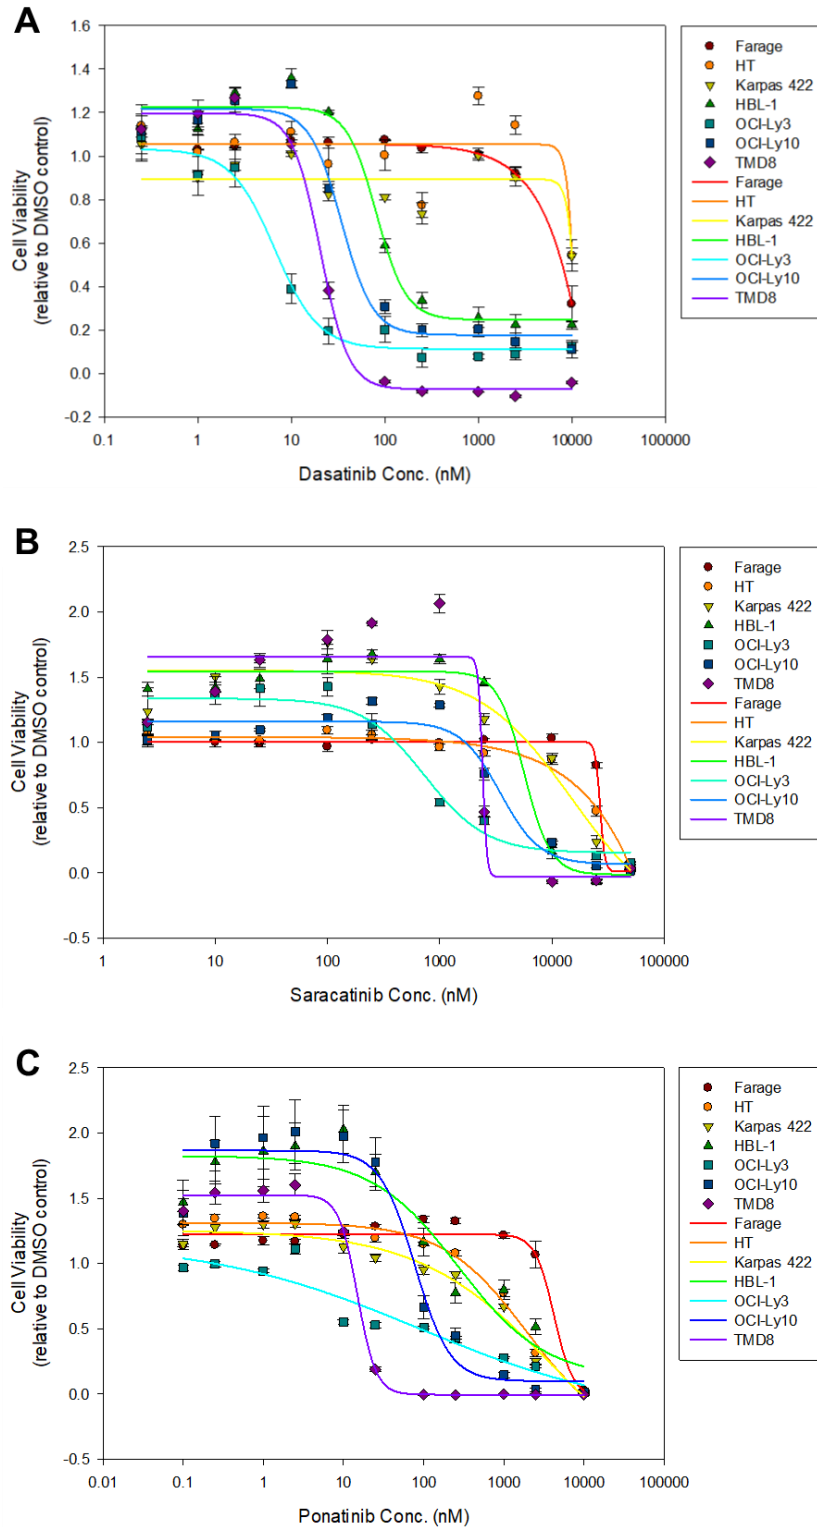 A
1.6
1.4
1.2
1.0
0.8
0.6
0.4
0.2
0.0
-0.2
Cell Viability
(relative to DMSO control)
0.1 1 10 100 1000 10000 100000
Dasatinib Conc. (nM)
Farage
HT
Karpas 422
HBL-1
OCI-Ly3
OCI-Ly10
TMD8
Farage
HT
Karpas 422
HBL-1
OCI-Ly3
OCI-Ly10
TMD8
B
2.5
2.0
1.5
1.0
0.5
0.0
-0.5
Cell Viability
(relative to DMSO control)
1 10 100 1000 10000 100000
Saracatinib Conc. (nM)
Farage
HT
Karpas 422
HBL-1
OCI-Ly3
OCI-Ly10
TMD8
Farage
HT
Karpas 422
HBL-1
OCI-Ly3
OCI-Ly10
TMD8
C
2.5
2.0
1.5
1.0
0.5
0.0
-0.5
Cell Viability
(relative to DMSO control)
0.01 0.1 1 10 100 1000 10000 100000
Ponatinib Conc. (nM)
Farage
HT
Karpas 422
HBL-1
OCI-Ly3
OCI-Ly10
TMD8
Farage
HT
Karpas 422
HBL-1
OCI-Ly3
OCI-Ly10
TMD8